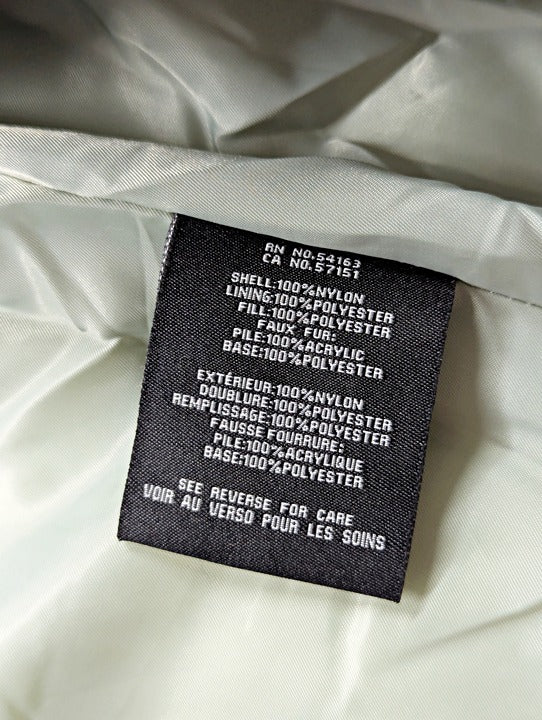 RN NO.54163
CA NO.57151
SHELL:100%NYLON
LINING:100%POLYESTER
FILL:100%POLYESTER
FAUX FUR:
PILE:100%ACRYLIC
BASE:100%POLYESTER
EXTÉRIEUR:100%NYLON
DOUBLURE:100%POLYESTER
REMPLISSAGE:100%POLYESTER
FAUSSE FOURRURE:
PILE:100%ACRYLIQUE
BASE:100%POLYESTER
SEE REVERSE FOR CARE
VOIR AU VERSO POUR LES SOINS